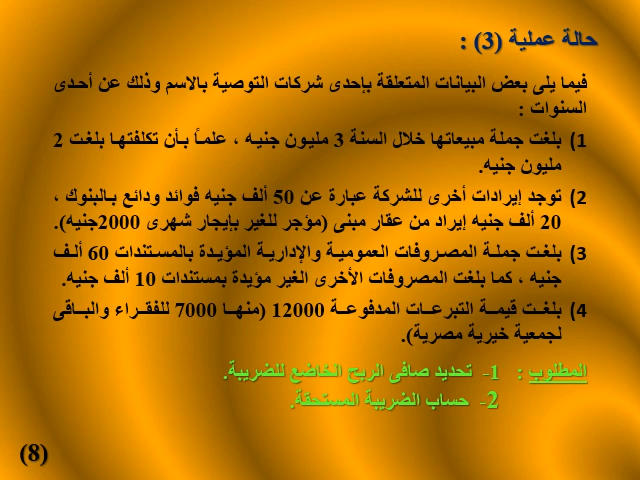 حالة عملية (3) :
فيما يلى بعض البيانات المتعلقة بإحدى شركات التوصية بالاسم وذلك عن أحدى
السنوات :
1) بلغت جملة مبيعاتها خلال السنة 3 مليون جنيه ، علماً بأن تكلفتها بلغت 2
مليون جنيه.
2) توجد إيرادات أخرى للشركة عبارة عن 50 ألف جنيه فوائد ودائع بالبنوك ،
20 ألف جنيه إيراد من عقار مبنى (مؤجر للغير بإيجار شهرى 2000جنيه).
3) بلغت جملة المصروفات العمومية والإدارية المؤيدة بالمستندات 60 ألف
جنيه ، كما بلغت المصروفات الأخرى الغير مؤيدة بمستندات 10 ألف جنيه.
4) بلغت قيمة التبرعات المدفوعة 12000 (منها 7000 للفقراء والباقى
لجمعية خيرية مصرية).
المطلوب : 1- تحديد صافى الربح الخاضع للضريبة.
2- حساب الضريبة المستحقة.
(8)